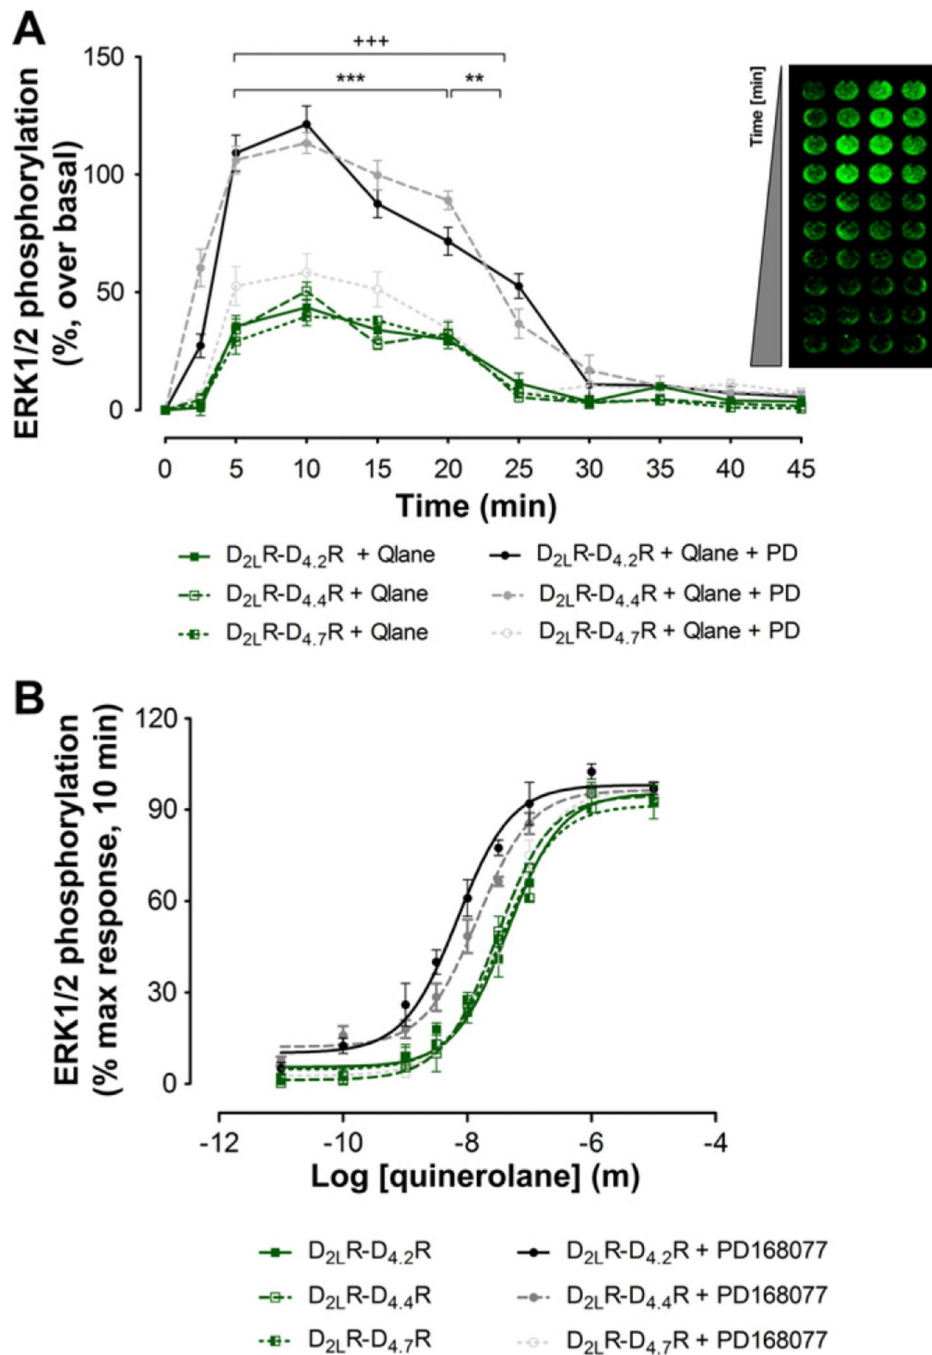 A
+++
***
**
150
100
50
0
ERK1/2 phosphorylation
(%, over basal)
0 5 10 15 20 25 30 35 40 45
Time (min)
Time [min]
D2LR-D4.2R + Qlane
D2LR-D4.4R + Qlane
D2LR-D4.7R + Qlane
D2LR-D4.2R + Qlane + PD
D2LR-D4.4R + Qlane + PD
D2LR-D4.7R + Qlane + PD
B
120
90
60
30
0
ERK1/2 phosphorylation
(% max response, 10 min)
-12 -10 -8 -6 -4
Log [quinerolane] (m)
D2LR-D4.2R
D2LR-D4.4R
D2LR-D4.7R
D2LR-D4.2R + PD168077
D2LR-D4.4R + PD168077
D2LR-D4.7R + PD168077